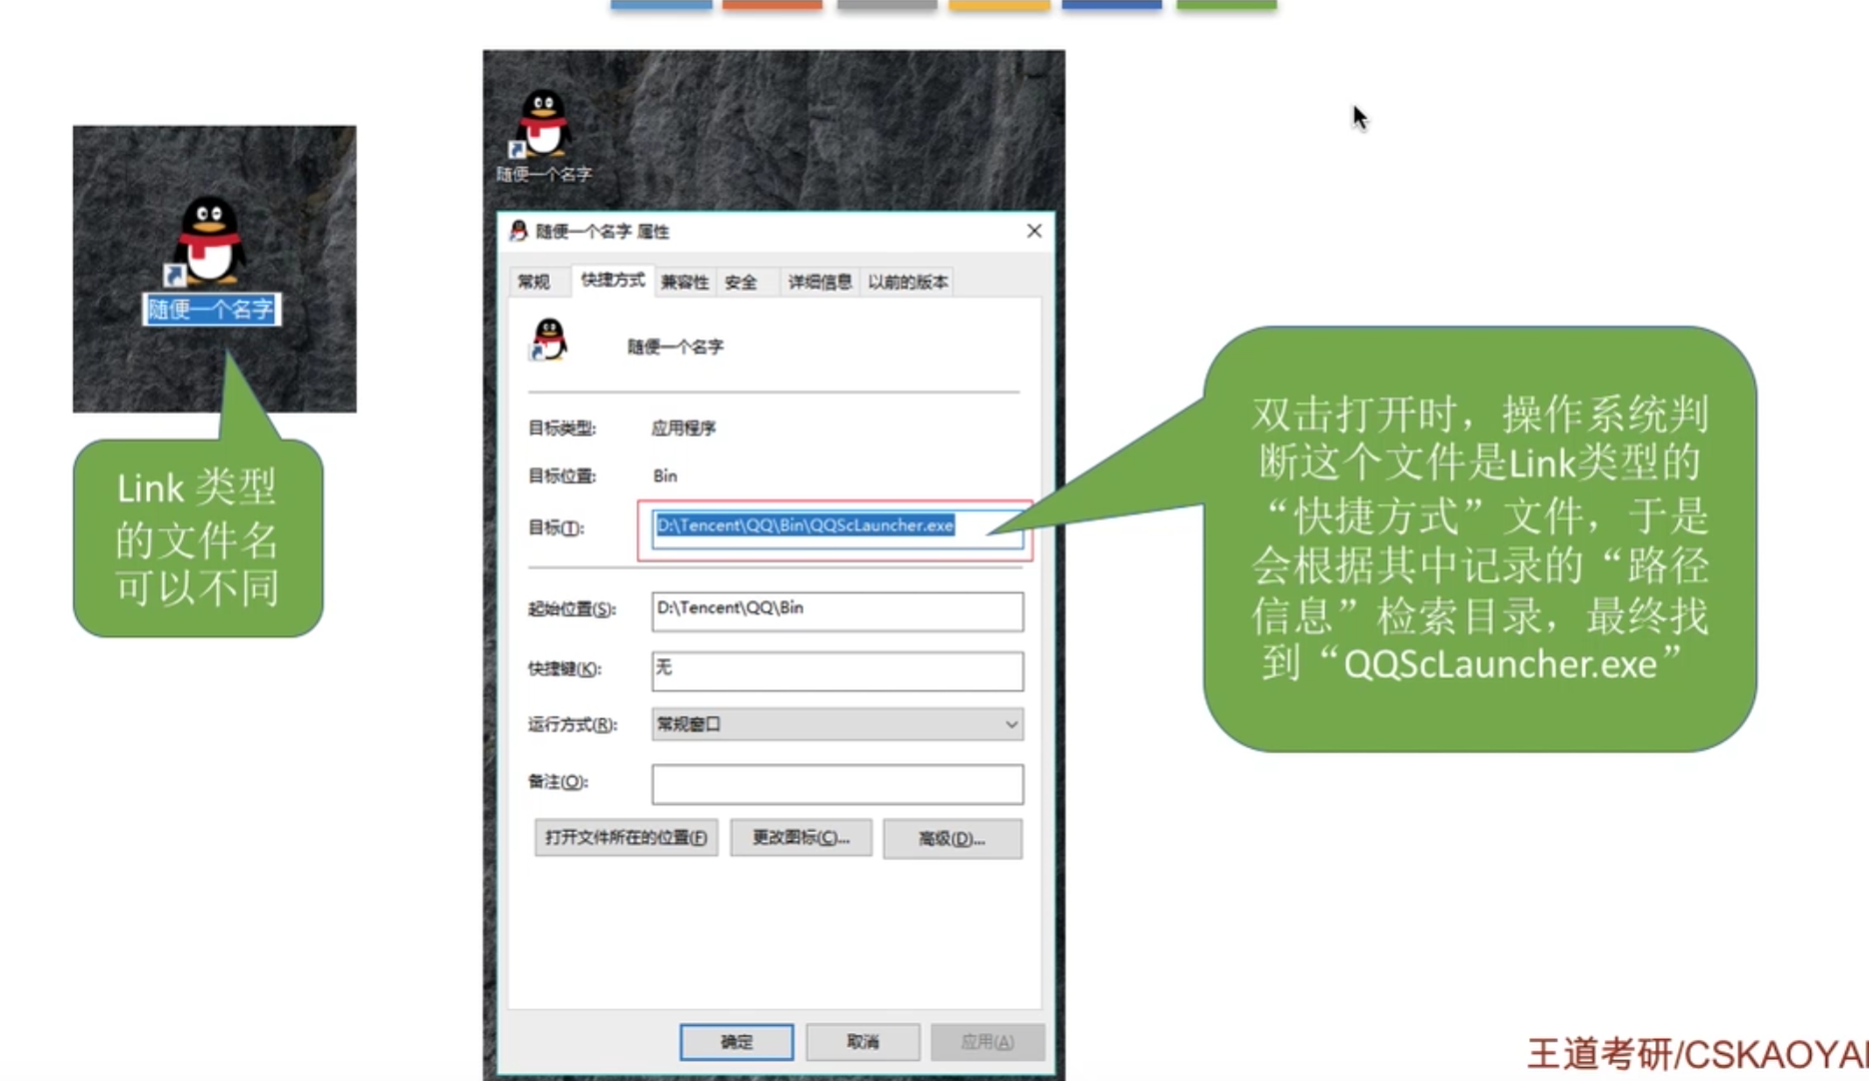 随便一个名字
Link 类型
的文件名
可以不同
随便一个名字
随便一个名字 属性
常规 快捷方式 兼容性 安全 详细信息 以前的版本
随便一个名字
目标类型: 应用程序
目标位置: Bin
目标(T): D:\Tencent\QQ\Bin\QQScLauncher.exe
起始位置(S): D:\Tencent\QQ\Bin
快捷键(K): 无
运行方式(R): 常规窗口
备注(O):
打开文件所在的位置(F) 更改图标(C)... 高级(D)...
确定 取消 应用(A)
双击打开时，操作系统判
断这个文件是Link类型的
“快捷方式”文件，于是
会根据其中记录的“路径
信息”检索目录，最终找
到“QQScLauncher.exe”
王道考研/CSKAOYA